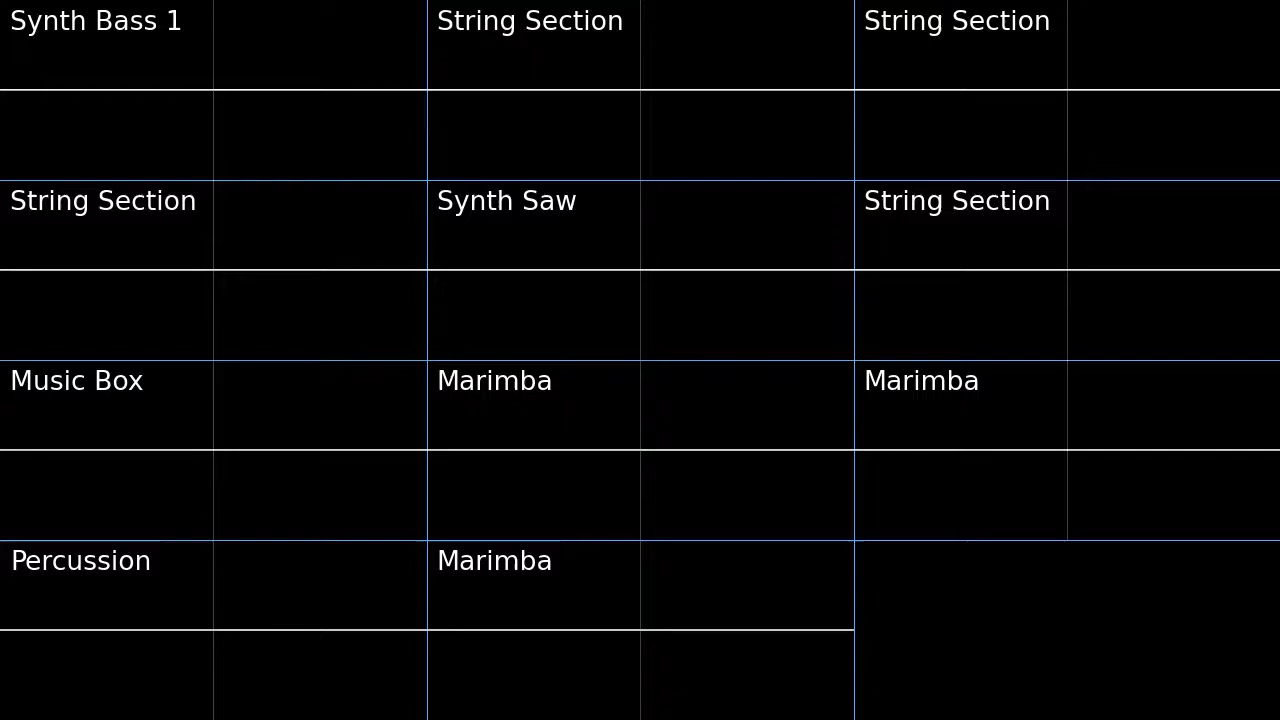 Synth Bass 1
String Section
String Section
String Section
Synth Saw
String Section
Music Box
Marimba
Marimba
Percussion
Marimba